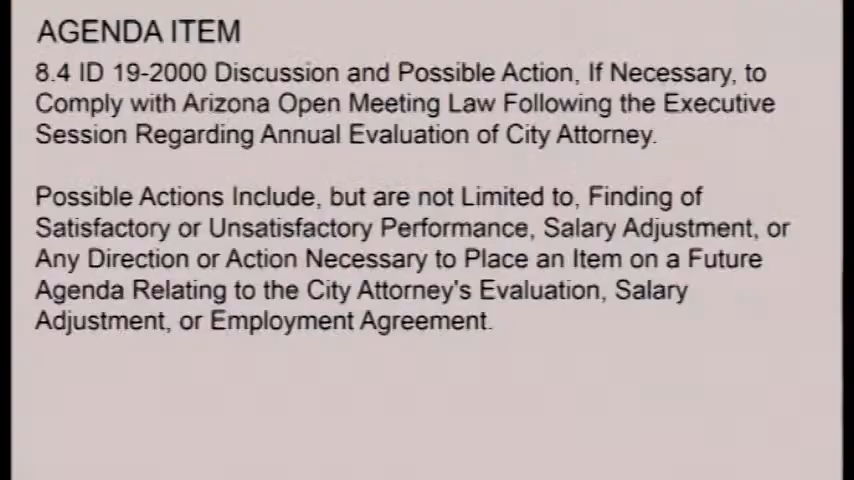 AGENDA ITEM
8.4 ID 19-2000 Discussion and Possible Action, If Necessary, to
Comply with Arizona Open Meeting Law Following the Executive
Session Regarding Annual Evaluation of City Attorney.
Possible Actions Include, but are not Limited to, Finding of
Satisfactory or Unsatisfactory Performance, Salary Adjustment, or
Any Direction or Action Necessary to Place an Item on a Future
Agenda Relating to the City Attorney's Evaluation, Salary
Adjustment, or Employment Agreement.